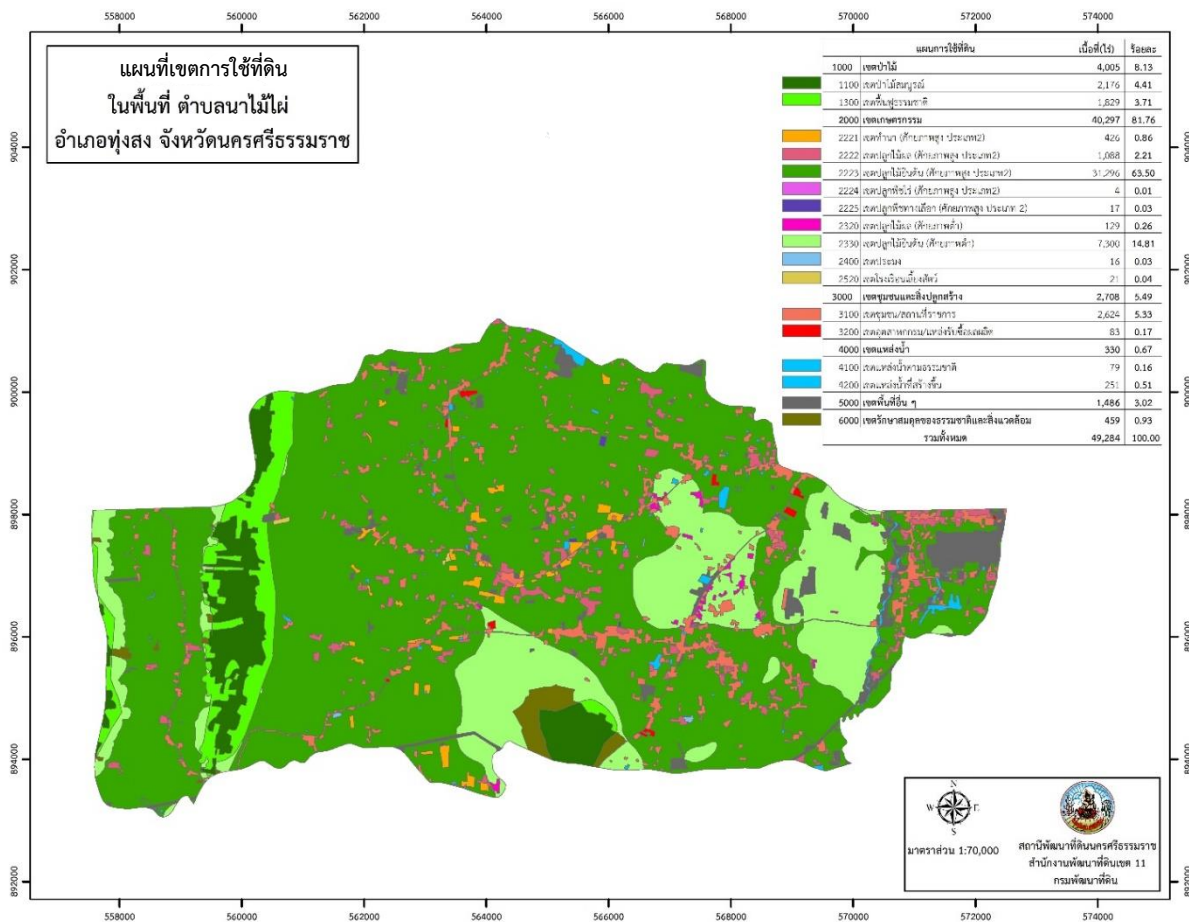 558000 560000 562000 564000 566000 568000 570000 572000 574000
แผนที่เขตการใช้ที่ดิน
ในพื้นที่ ตำบลนาไม้ไผ่
อำเภอทุ่งสง จังหวัดนครศรีธรรมราช
แผนการใช้ที่ดิน เนื้อที่(ไร่) ร้อยละ
1000 เขตป่าไม้ 4,005 8.13
1100 เขตป่าไม้สมบูรณ์ 2,176 4.41
1300 เขตฟื้นฟูธรรมชาติ 1,829 3.71
2000 เขตเกษตรกรรม 40,297 81.76
2221 เขตทำนา (ศักยภาพสูง ประเภท2) 426 0.86
2222 เขตปลูกไม้ผล (ศักยภาพสูง ประเภท2) 1,088 2.21
2223 เขตปลูกไม้ยืนต้น (ศักยภาพสูง ประเภท2) 31,296 63.50
2224 เขตปลูกพืชไร่ (ศักยภาพสูง ประเภท2) 4 0.01
2225 เขตปลูกพืชทางเลือก (ศักยภาพสูง ประเภท 2) 17 0.03
2320 เขตปลูกไม้ผล (ศักยภาพต่ำ) 129 0.26
2330 เขตปลูกไม้ยืนต้น (ศักยภาพต่ำ) 7,300 14.81
2400 เขตประมง 16 0.03
2520 เขตโรงเรือนเลี้ยงสัตว์ 21 0.04
3000 เขตชุมชนและสิ่งปลูกสร้าง 2,708 5.49
3100 เขตชุมชน/สถานที่ราชการ 2,624 5.33
3200 เขตอุตสาหกรรม/แหล่งรับซื้อผลผลิต 83 0.17
4000 เขตแหล่งน้ำ 330 0.67
4100 เขตแหล่งน้ำตามธรรมชาติ 79 0.16
4200 เขตแหล่งน้ำที่สร้างขึ้น 251 0.51
5000 เขตพื้นที่อื่น ๆ 1,486 3.02
6000 เขตรักษาสมดุลของธรรมชาติและสิ่งแวดล้อม 459 0.93
รวมทั้งหมด 49,284 100.00
904000 904000
902000 902000
900000 900000
898000 898000
896000 896000
894000 894000
892000 892000
N
W E
S
มาตราส่วน 1:70,000
สถานีพัฒนาที่ดินนครศรีธรรมราช
สำนักงานพัฒนาที่ดินเขต 11
กรมพัฒนาที่ดิน
558000 560000 562000 564000 566000 568000 570000 572000 574000